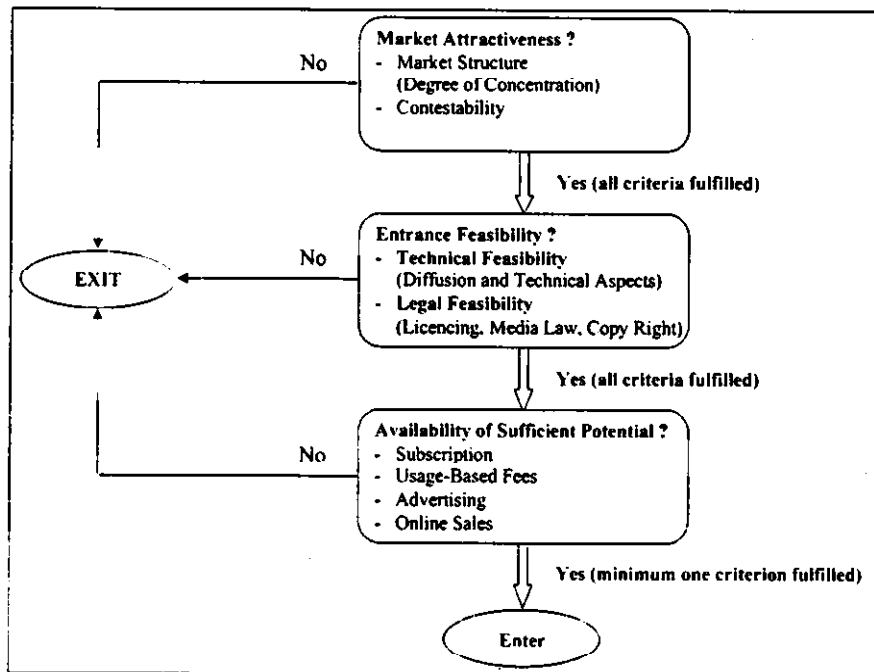 Market Attractiveness ?
- Market Structure
(Degree of Concentration)
- Contestability
No
Yes (all criteria fulfilled)
Entrance Feasibility ?
- Technical Feasibility
(Diffusion and Technical Aspects)
- Legal Feasibility
(Licencing, Media Law, Copy Right)
No
EXIT
Yes (all criteria fulfilled)
Availability of Sufficient Potential ?
- Subscription
- Usage-Based Fees
- Advertising
- Online Sales
No
Yes (minimum one criterion fulfilled)
Enter